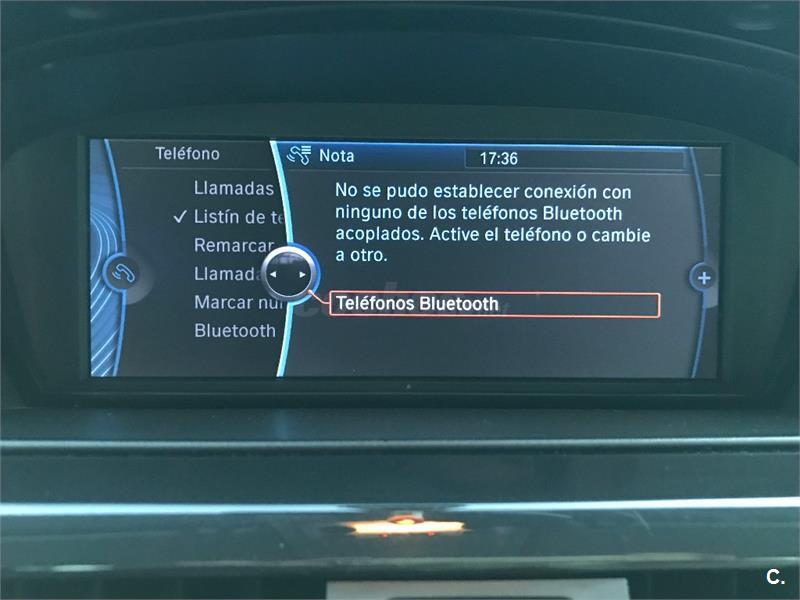 Teléfono
Llamadas
✓ Listín de te
Remarcar
Llamada
Marcar nú
Bluetooth
Nota
17:36
No se pudo establecer conexión con
ninguno de los teléfonos Bluetooth
acoplados. Active el teléfono o cambie
a otro.
Teléfonos Bluetooth
C.